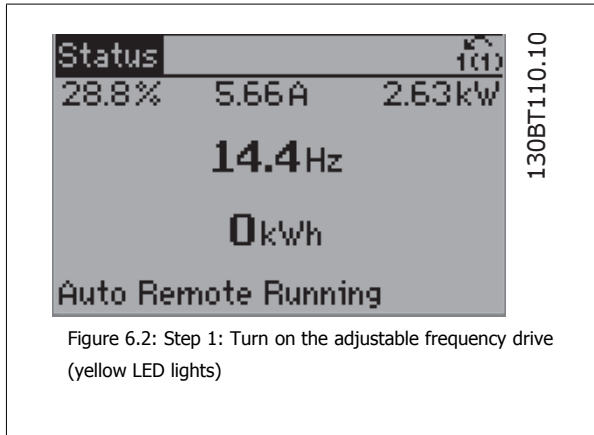 Status 1(1)
28.8% 5.66A 2.63kW
14.4Hz
0kWh
Auto Remote Running
130BT110.10
Figure 6.2: Step 1: Turn on the adjustable frequency drive
(yellow LED lights)